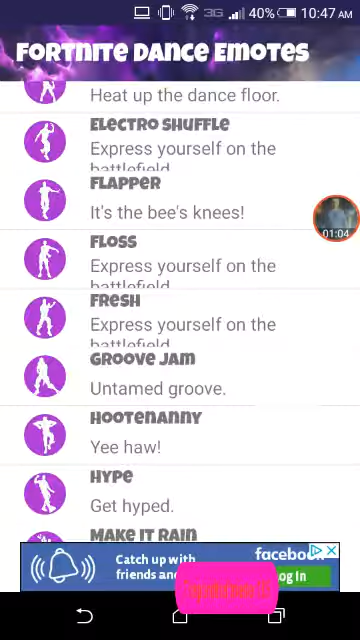 3G 40% 10:47 AM
Fortnite Dance Emotes
Heat up the dance floor.
Electro Shuffle
Express yourself on the
battlefield
Flapper
It's the bee's knees!
01:04
Floss
Express yourself on the
battlefield
Fresh
Express yourself on the
battlefield
Groove Jam
Untamed groove.
Hootenanny
Yee haw!
Hype
Get hyped.
Make It Rain
Catch up with
friends and
facebook
Log In